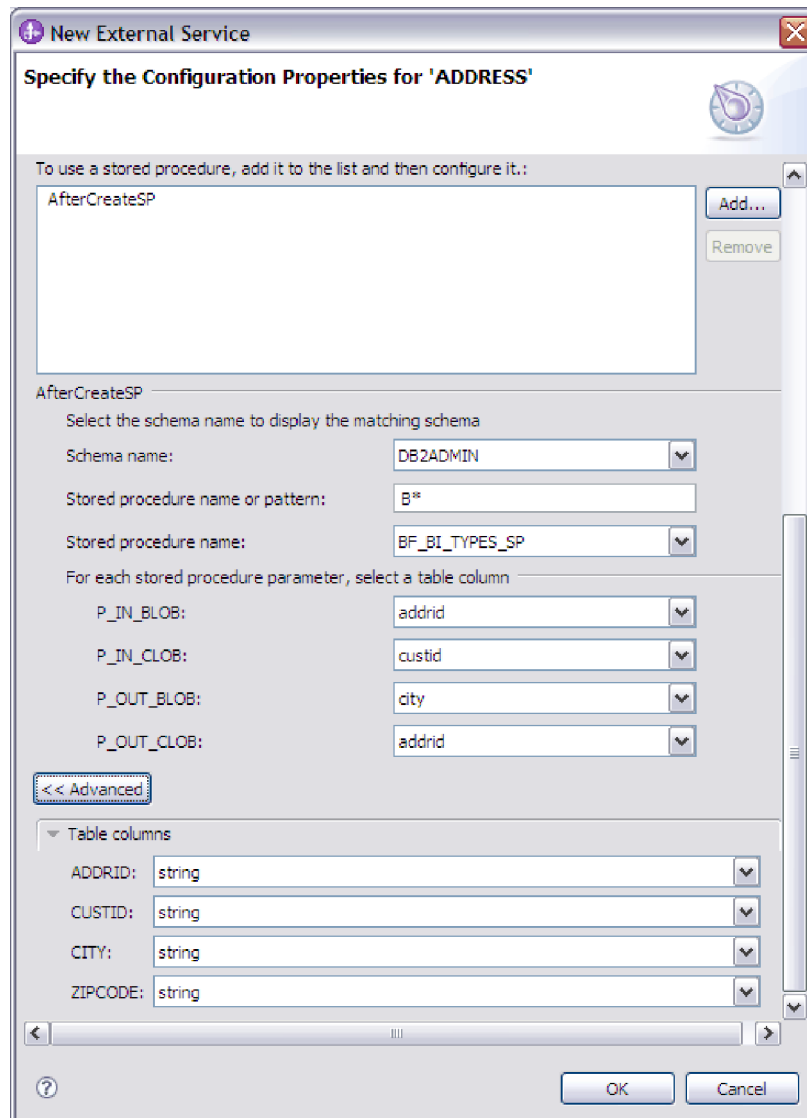 New External Service
Specify the Configuration Properties for 'ADDRESS'
To use a stored procedure, add it to the list and then configure it.:
AfterCreateSP
Add...
Remove
AfterCreateSP
Select the schema name to display the matching schema
Schema name: DB2ADMIN
Stored procedure name or pattern: B*
Stored procedure name: BF_BI_TYPES_SP
For each stored procedure parameter, select a table column
P_IN_BLOB: addrid
P_IN_CLOB: custid
P_OUT_BLOB: city
P_OUT_CLOB: addrid
<< Advanced
Table columns
ADDRID: string
CUSTID: string
CITY: string
ZIPCODE: string
?
OK Cancel